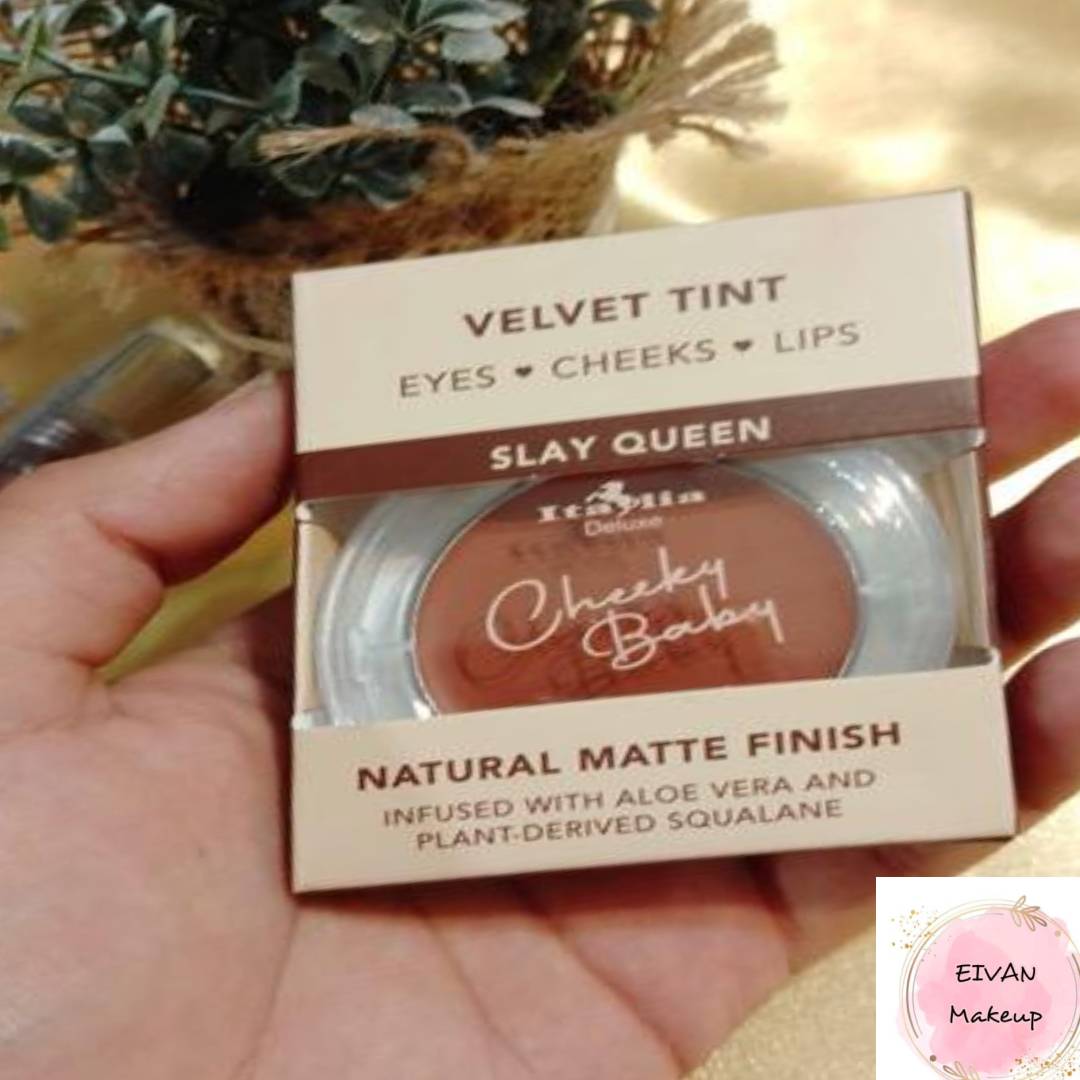 VELVET TINT
EYES ♥ CHEEKS ♥ LIPS
SLAY QUEEN
Italia
Deluxe
Cheeky
Baby
NATURAL MATTE FINISH
INFUSED WITH ALOE VERA AND
PLANT-DERIVED SQUALANE
EIVAN
Makeup